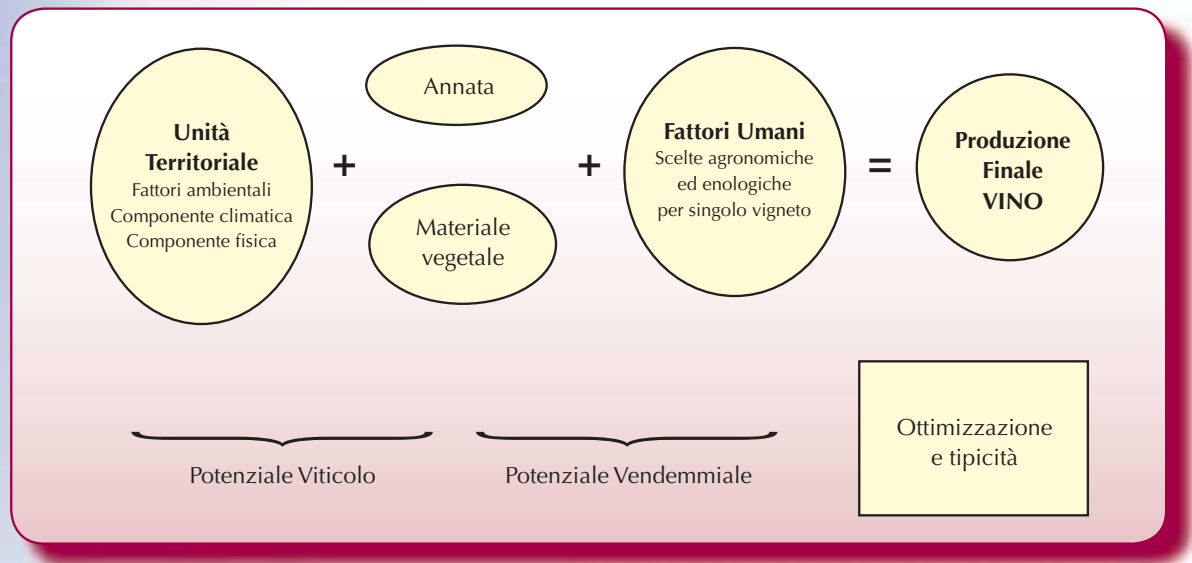 Unità
Territoriale
Fattori ambientali
Componente climatica
Componente fisica
+
Annata
Materiale
vegetale
+
Fattori Umani
Scelte agronomiche
ed enologiche
per singolo vigneto
=
Produzione
Finale
VINO
Potenziale Viticolo
Potenziale Vendemmiale
Ottimizzazione
e tipicità